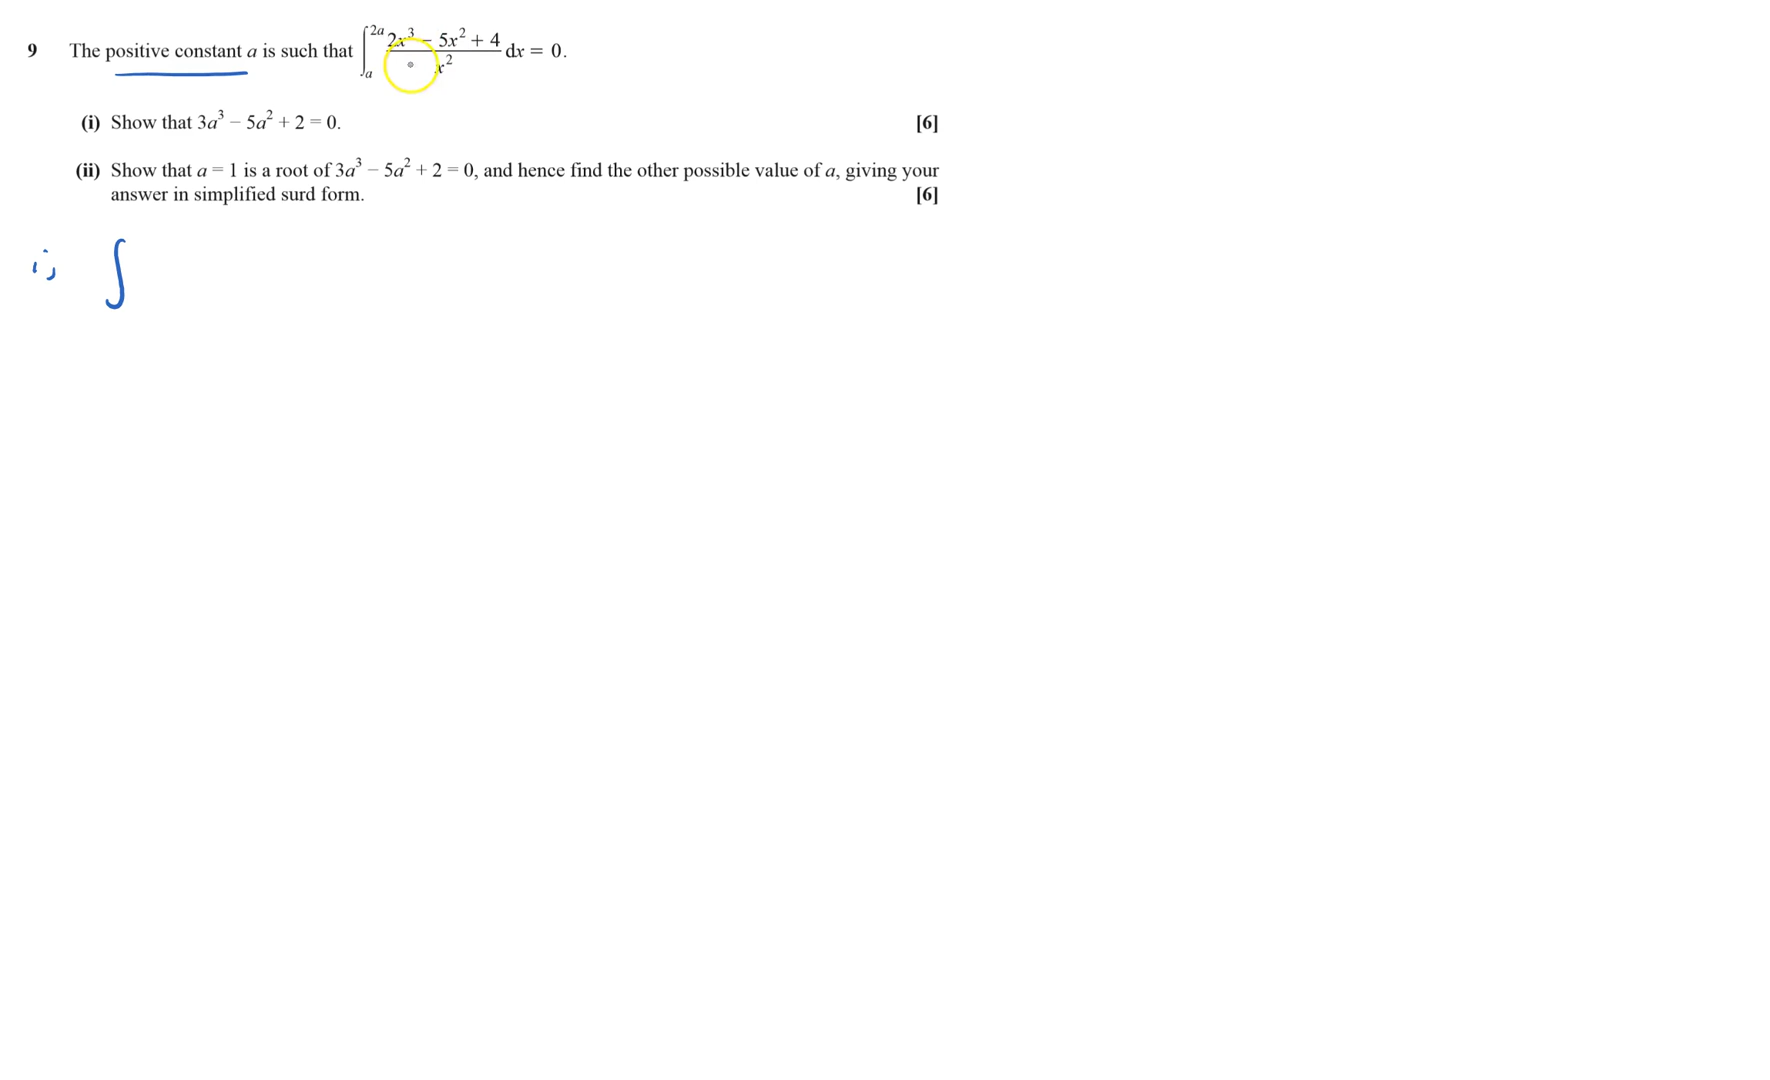 9 The positive constant a is such that ∫ₐ²ᵃ (2x³ − 5x² + 4)/x² dx = 0.
(i) Show that 3a³ − 5a² + 2 = 0. [6]
(ii) Show that a = 1 is a root of 3a³ − 5a² + 2 = 0, and hence find the other possible value of a, giving your
answer in simplified surd form. [6]
i) ∫